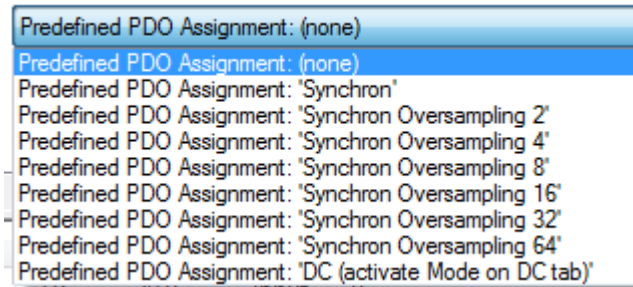 Predefined PDO Assignment: (none)
Predefined PDO Assignment: (none)
Predefined PDO Assignment: 'Synchron'
Predefined PDO Assignment: 'Synchron Oversampling 2'
Predefined PDO Assignment: 'Synchron Oversampling 4'
Predefined PDO Assignment: 'Synchron Oversampling 8'
Predefined PDO Assignment: 'Synchron Oversampling 16'
Predefined PDO Assignment: 'Synchron Oversampling 32'
Predefined PDO Assignment: 'Synchron Oversampling 64'
Predefined PDO Assignment: 'DC (activate Mode on DC tab)'